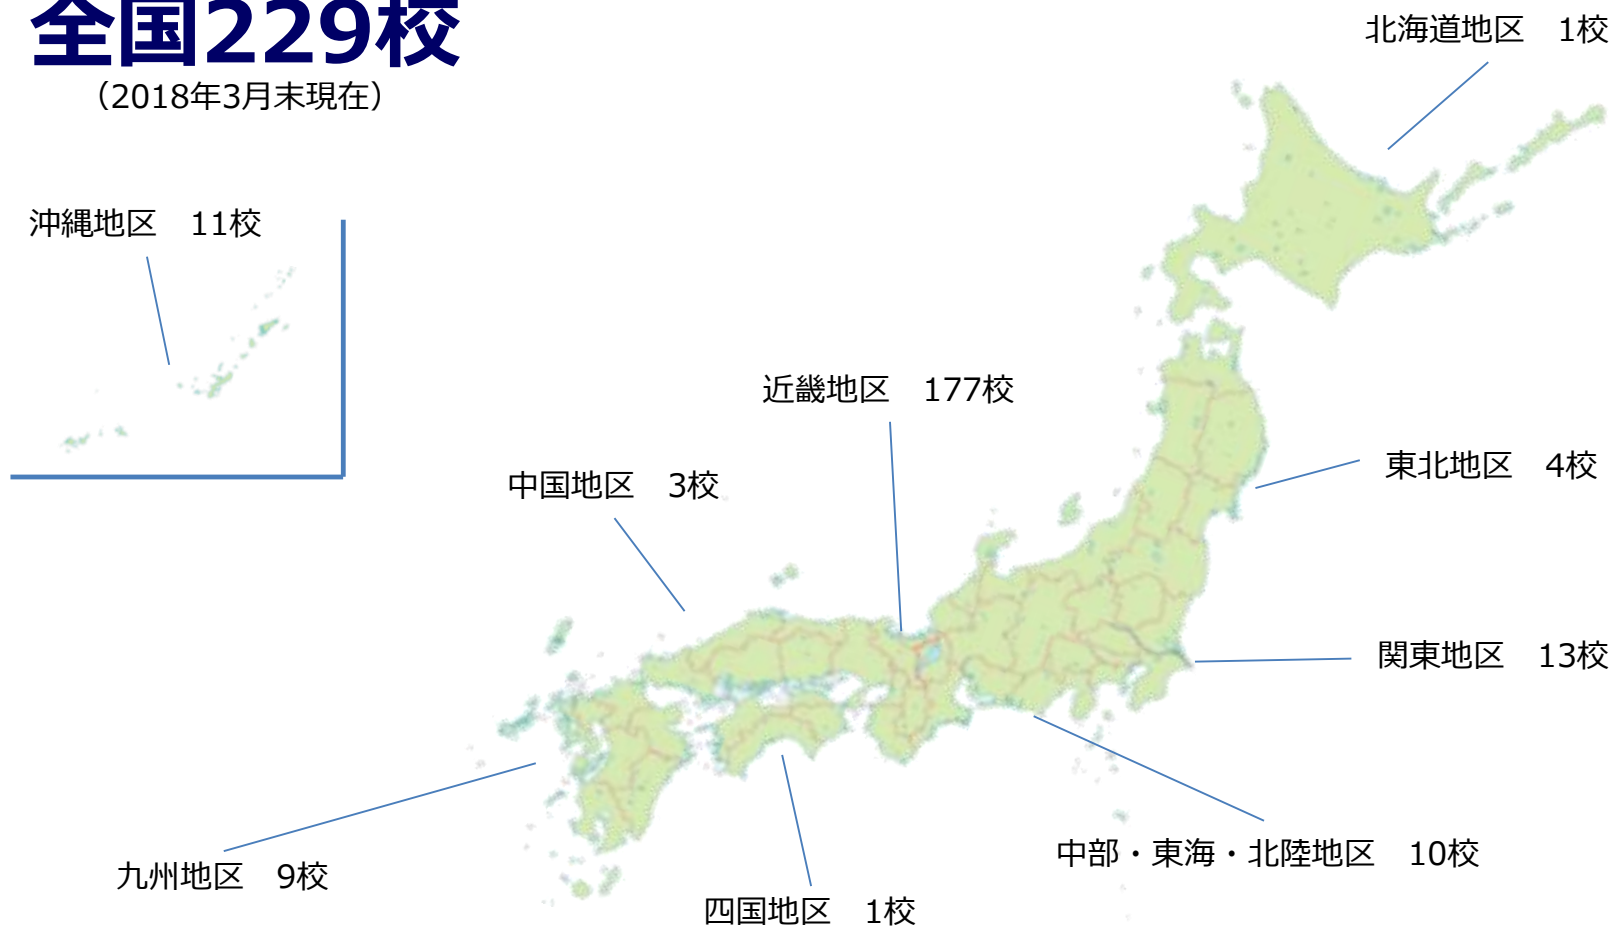 全国229校
（2018年3月末現在）
北海道地区　1校
沖縄地区　11校
近畿地区　177校
東北地区　4校
中国地区　3校
関東地区　13校
中部・東海・北陸地区　10校
九州地区　9校
四国地区　1校